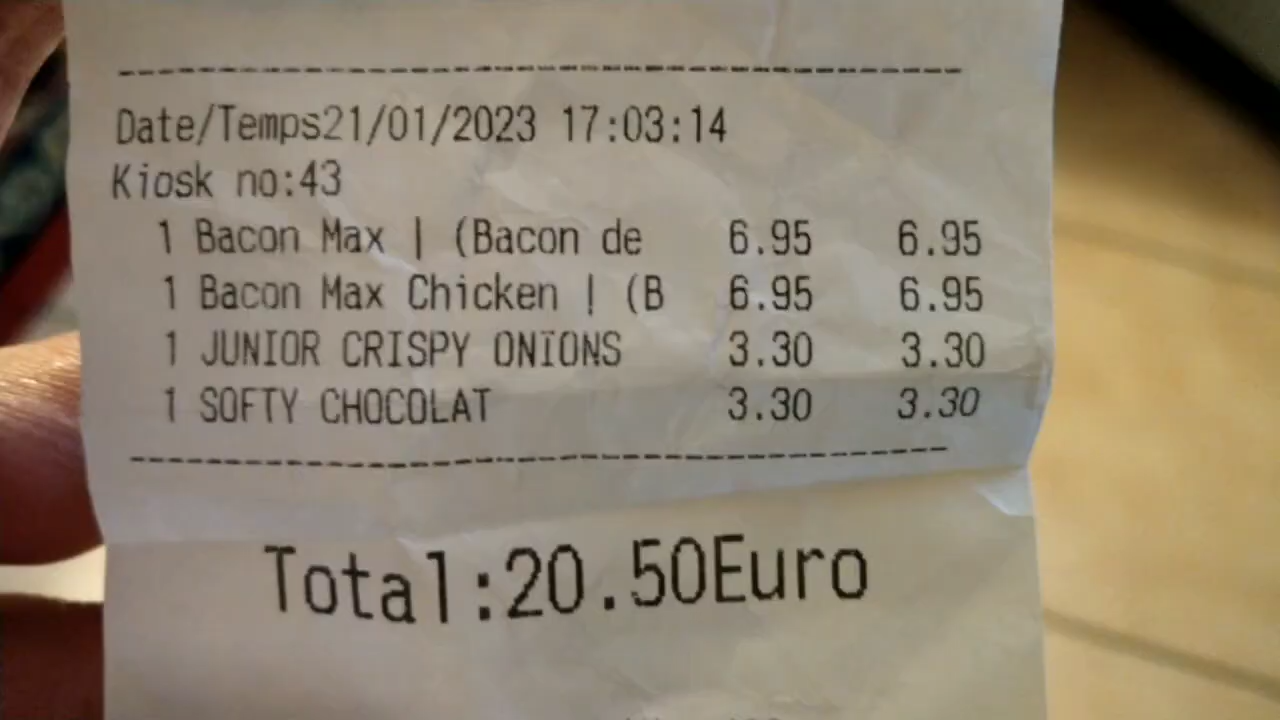 Date/Temps21/01/2023 17:03:14
Kiosk no:43
1 Bacon Max | (Bacon de 6.95 6.95
1 Bacon Max Chicken | (B 6.95 6.95
1 JUNIOR CRISPY ONIONS 3.30 3.30
1 SOFTY CHOCOLAT 3.30 3.30
Total:20.50Euro